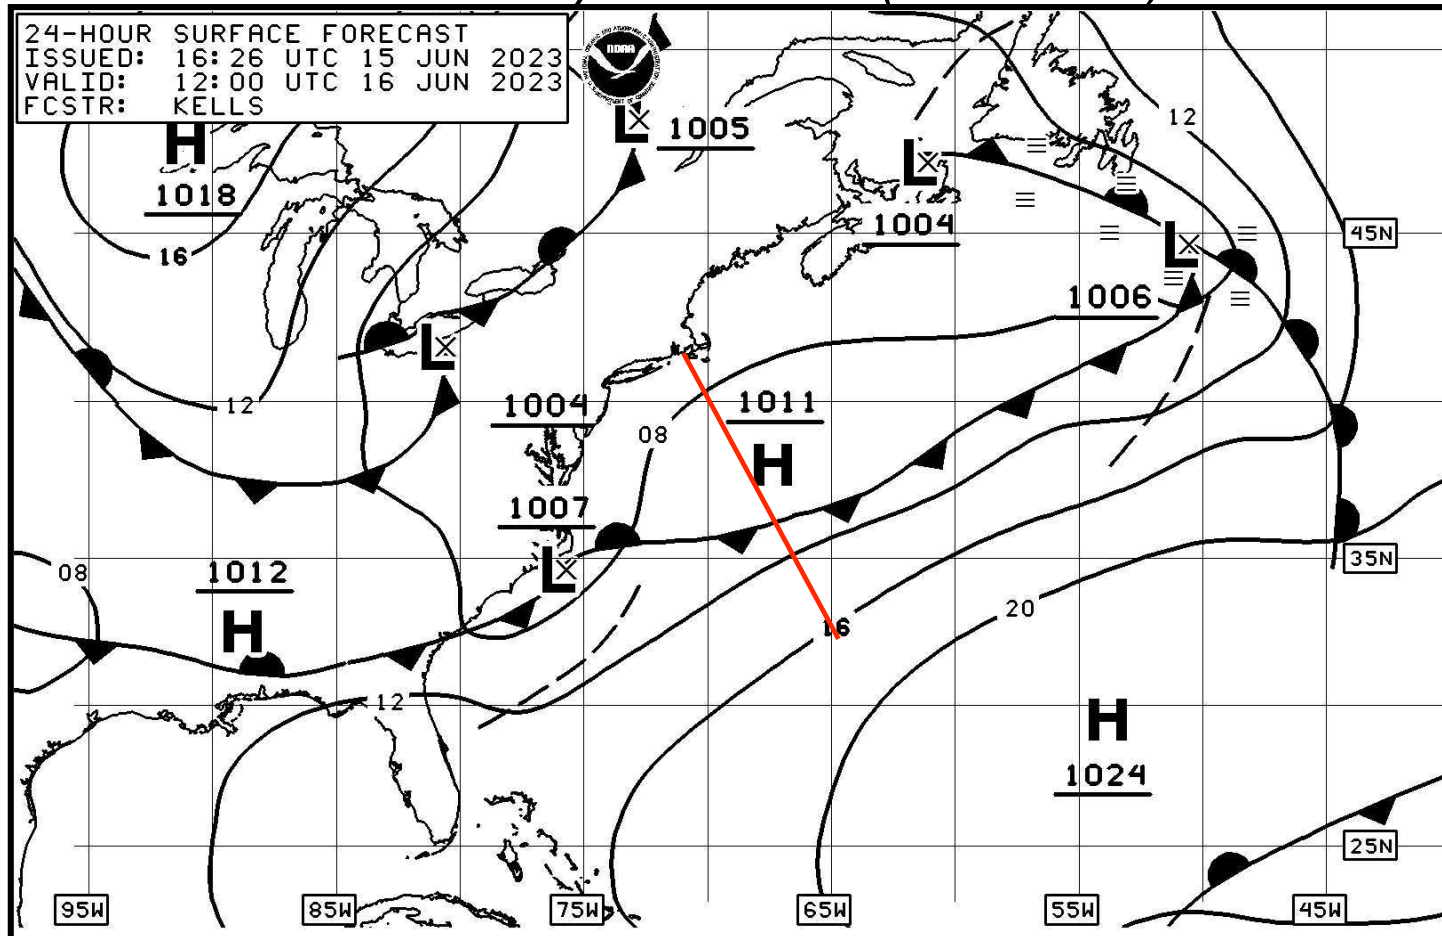 24-HOUR SURFACE FORECAST
ISSUED: 16:26 UTC 15 JUN 2023
VALID: 12:00 UTC 16 JUN 2023
FCSTR: KELLS
NOAA
L
1005
12
H
1018
L
1004
16
L
45N
1006
L
12
1004
1011
08
H
1007
08
1012
L
35N
H
20
16
12
H
1024
25N
95W
85W
75W
65W
55W
45W